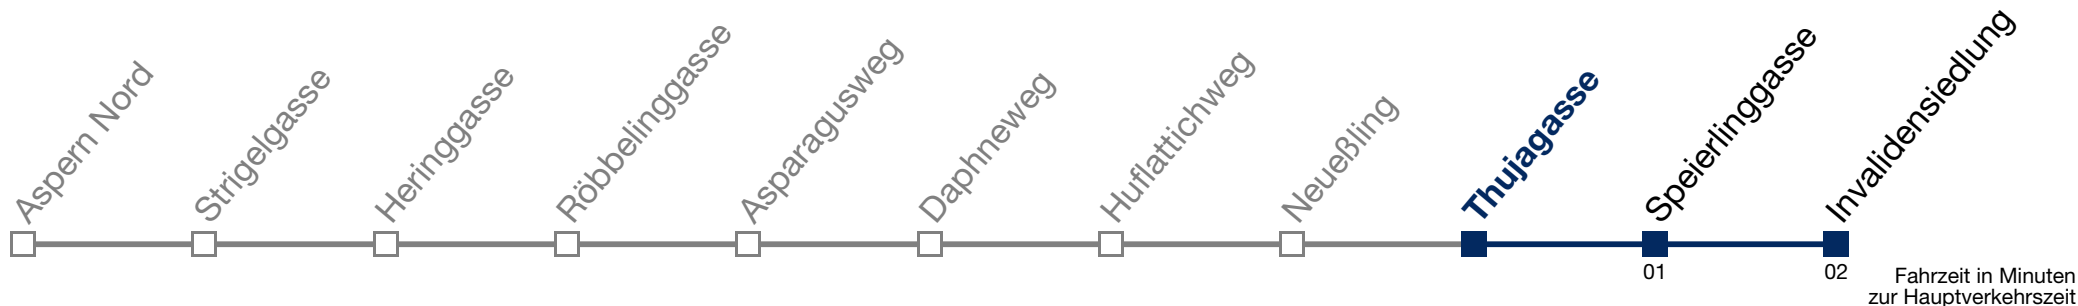 Aspern Nord
Strigelgasse
Heringgasse
Röbbelinggasse
Asparagusweg
Daphneweg
Huflattichweg
Neueßling
Thujagasse
Speierlinggasse
Invalidensiedlung
01
02
Fahrzeit in Minuten
zur Hauptverkehrszeit